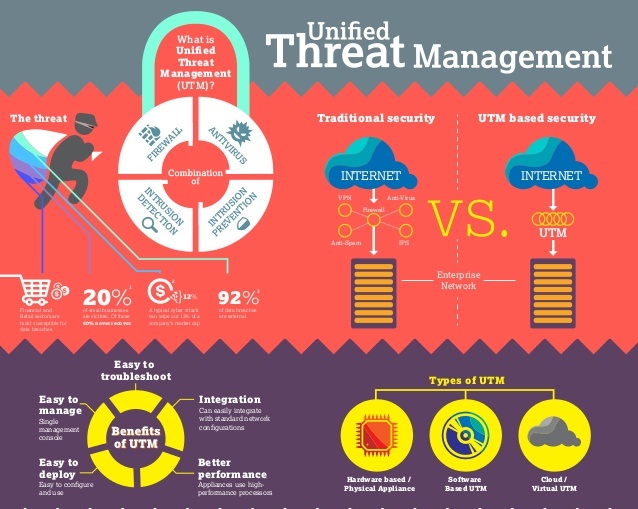 Unified
Threat Management
What is
Unified
Threat
Management
(UTM)?
FIREWALL
ANTIVIRUS
INTRUSION
DETECTION
INTRUSION
PREVENTION
Combination
of
The threat
Financial and
Retail sectors are
most susceptible for
data breaches
20%
of small businesses
are victims. Of these
60% never recover
12%
A typical cyber attack
can wipe out 12% of a
company's market cap
92%
of data breaches
are external
Traditional security
INTERNET
VPN
Anti-Virus
Firewall
Anti-Spam
IPS
VS.
UTM based security
INTERNET
UTM
Enterprise
Network
Benefits
of UTM
Easy to
troubleshoot
Easy to
manage
Single
management
console
Integration
Can easily integrate
with standard network
configurations
Easy to
deploy
Easy to configure
and use
Better
performance
Appliances use high-
performance processors
Types of UTM
Hardware based /
Physical Appliance
Software
Based UTM
Cloud /
Virtual UTM